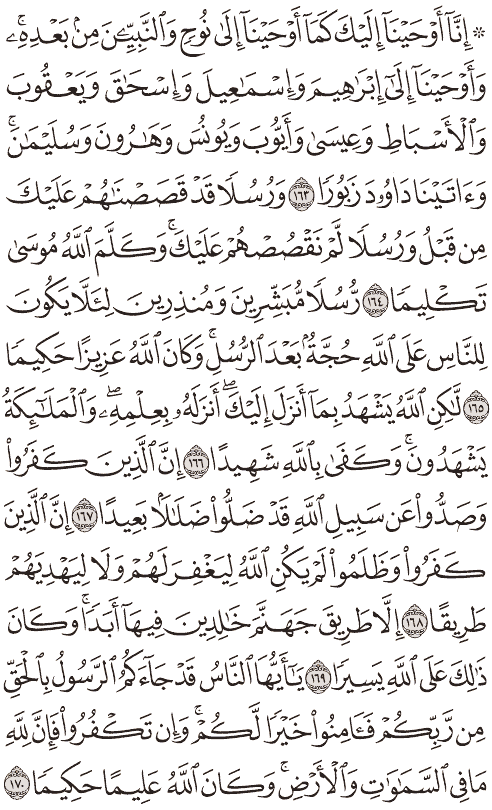 ۞ إِنَّآ أَوۡحَيۡنَآ إِلَيۡكَ كَمَآ أَوۡحَيۡنَآ إِلَىٰ نُوحٖ وَٱلنَّبِيِّـۧنَ مِنۢ بَعۡدِهِۦۚ
وَأَوۡحَيۡنَآ إِلَىٰٓ إِبۡرَٰهِيمَ وَإِسۡمَٰعِيلَ وَإِسۡحَٰقَ وَيَعۡقُوبَ
وَٱلۡأَسۡبَاطِ وَعِيسَىٰ وَأَيُّوبَ وَيُونُسَ وَهَٰرُونَ وَسُلَيۡمَٰنَۚ
وَءَاتَيۡنَا دَاوُۥدَ زَبُورٗا ١٦٣ وَرُسُلٗا قَدۡ قَصَصۡنَٰهُمۡ عَلَيۡكَ
مِن قَبۡلُ وَرُسُلٗا لَّمۡ نَقۡصُصۡهُمۡ عَلَيۡكَۚ وَكَلَّمَ ٱللَّهُ مُوسَىٰ
تَكۡلِيمٗا ١٦٤ رُّسُلٗا مُّبَشِّرِينَ وَمُنذِرِينَ لِئَلَّا يَكُونَ
لِلنَّاسِ عَلَى ٱللَّهِ حُجَّةُۢ بَعۡدَ ٱلرُّسُلِۚ وَكَانَ ٱللَّهُ عَزِيزًا حَكِيمٗا
١٦٥ لَّٰكِنِ ٱللَّهُ يَشۡهَدُ بِمَآ أَنزَلَ إِلَيۡكَۖ أَنزَلَهُۥ بِعِلۡمِهِۦۖ وَٱلۡمَلَٰٓئِكَةُ
يَشۡهَدُونَۚ وَكَفَىٰ بِٱللَّهِ شَهِيدًا ١٦٦ إِنَّ ٱلَّذِينَ كَفَرُواْ
وَصَدُّواْ عَن سَبِيلِ ٱللَّهِ قَدۡ ضَلُّواْ ضَلَٰلَۢا بَعِيدًا ١٦٧ إِنَّ ٱلَّذِينَ
كَفَرُواْ وَظَلَمُواْ لَمۡ يَكُنِ ٱللَّهُ لِيَغۡفِرَ لَهُمۡ وَلَا لِيَهۡدِيَهُمۡ
طَرِيقًا ١٦٨ إِلَّا طَرِيقَ جَهَنَّمَ خَٰلِدِينَ فِيهَآ أَبَدٗاۚ وَكَانَ
ذَٰلِكَ عَلَى ٱللَّهِ يَسِيرٗا ١٦٩ يَٰٓأَيُّهَا ٱلنَّاسُ قَدۡ جَآءَكُمُ ٱلرَّسُولُ بِٱلۡحَقِّ
مِن رَّبِّكُمۡ فَـَٔامِنُواْ خَيۡرٗا لَّكُمۡۚ وَإِن تَكۡفُرُواْ فَإِنَّ لِلَّهِ
مَا فِي ٱلسَّمَٰوَٰتِ وَٱلۡأَرۡضِۚ وَكَانَ ٱللَّهُ عَلِيمًا حَكِيمٗا ١٧٠